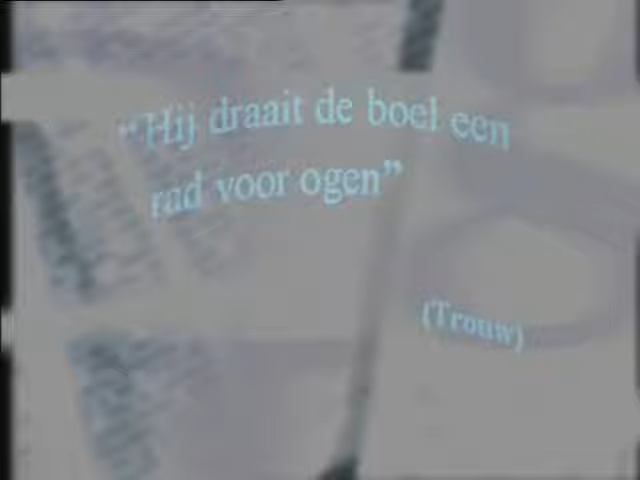 “Hij draait de boel een
rad voor ogen”
(Trouw)